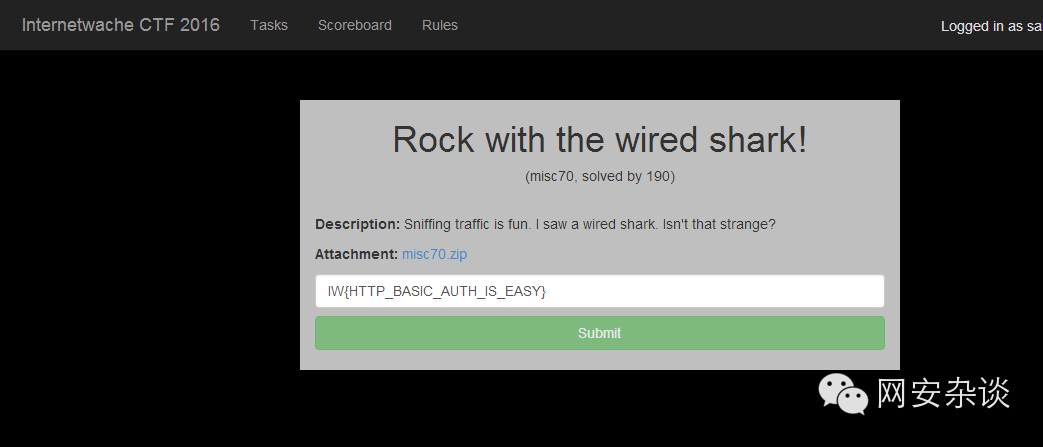 Internetwache CTF 2016 Tasks Scoreboard Rules Logged in as sa
Rock with the wired shark!
(misc70, solved by 190)
Description: Sniffing traffic is fun. I saw a wired shark. Isn't that strange?
Attachment: misc70.zip
IW{HTTP_BASIC_AUTH_IS_EASY}
Submit
网安杂谈